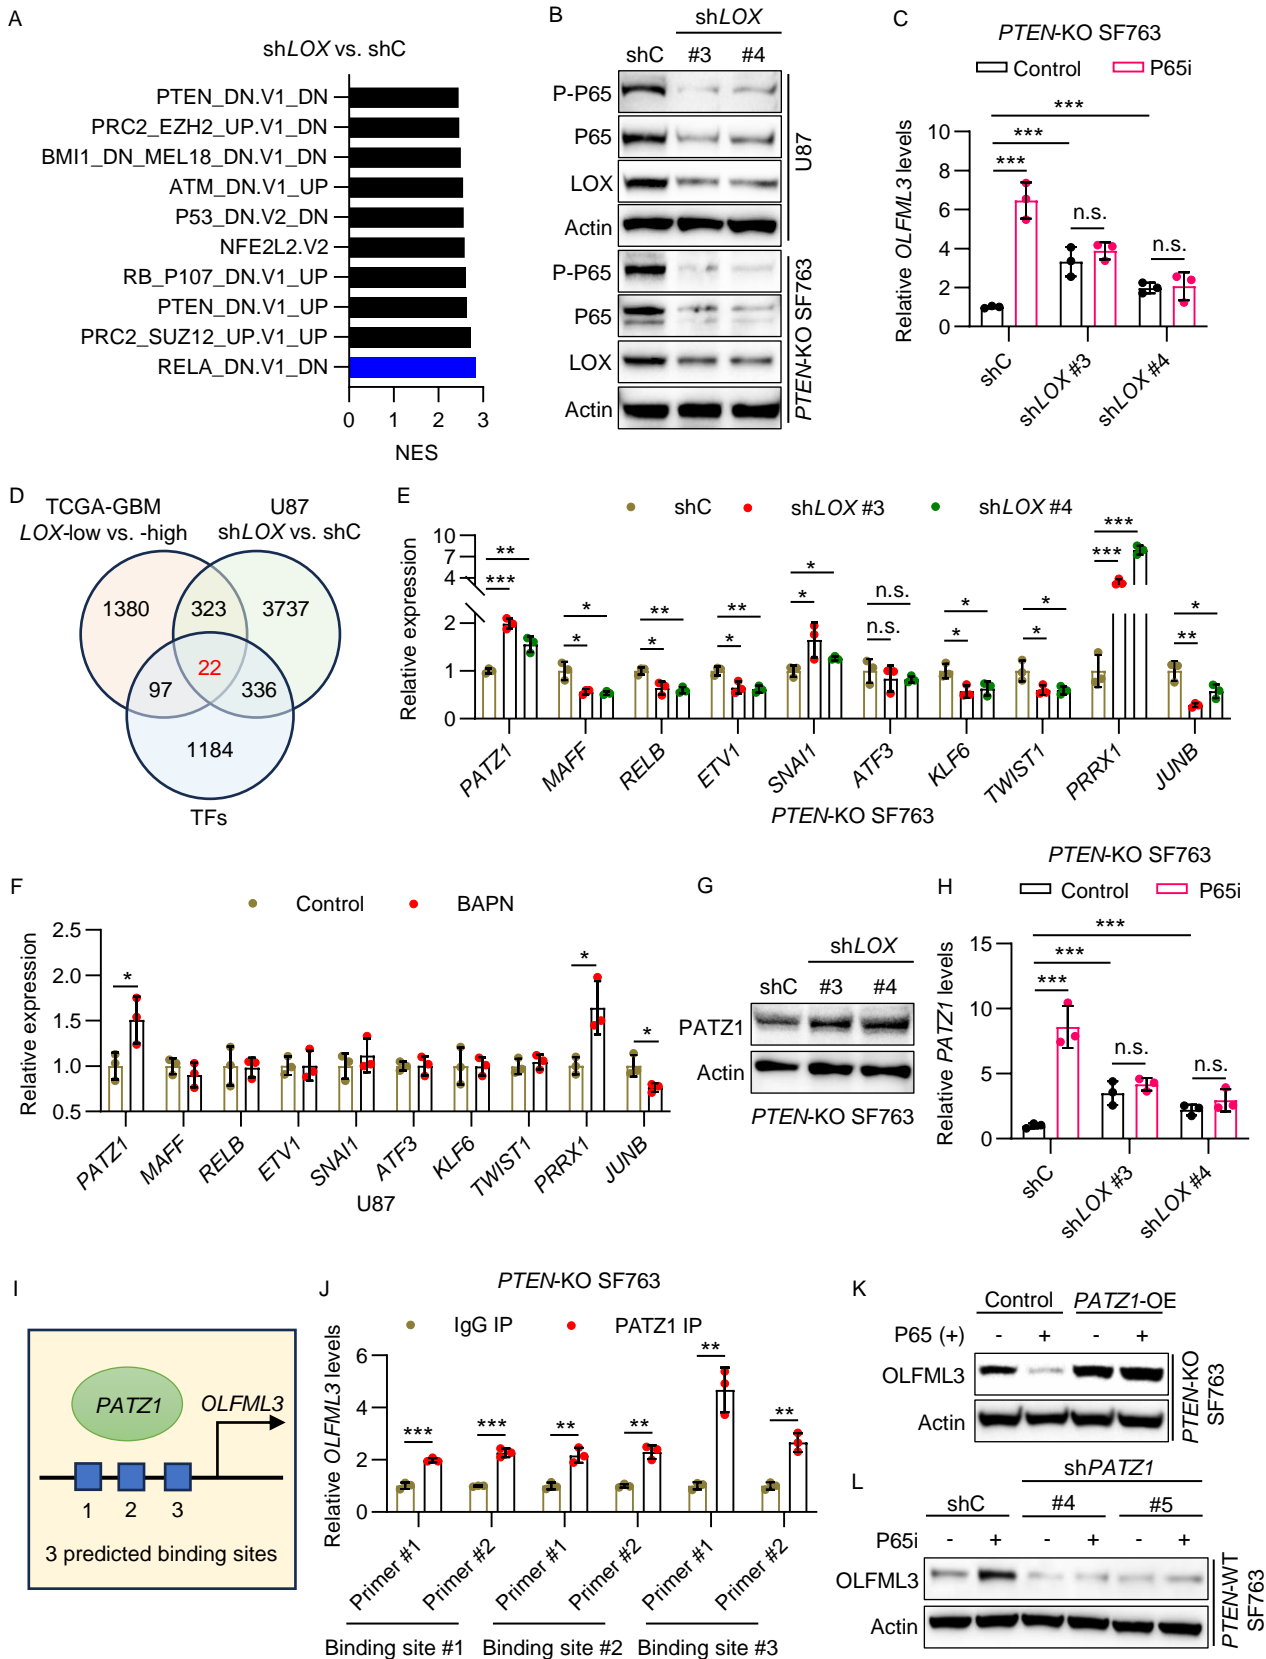 A
shLOX vs. shC
PTEN_DN.V1_DN
PRC2_EZH2_UP.V1_DN
BMI1_DN_MEL18_DN.V1_DN
ATM_DN.V1_UP
P53_DN.V2_DN
NFE2L2.V2
RB_P107_DN.V1_UP
PTEN_DN.V1_UP
PRC2_SUZ12_UP.V1_UP
RELA_DN.V1_DN
0 1 2 3
NES
B
shLOX
shC #3 #4
P-P65
P65
LOX
Actin
U87
P-P65
P65
LOX
Actin
PTEN-KO SF763
C
PTEN-KO SF763
Control P65i
Relative OLFML3 levels
10
8
6
4
2
0
***
***
***
n.s.
n.s.
shC
shLOX #3
shLOX #4
D
TCGA-GBM
LOX-low vs. -high
U87
shLOX vs. shC
1380 323 3737
22
97 336
1184
TFs
E
shC shLOX #3 shLOX #4
Relative expression
10
7
4
2
1
0
** *** * * ** * ** * * * n.s. n.s. * * * * *** *** * **
PATZ1 MAFF RELB ETV1 SNAI1 ATF3 KLF6 TWIST1 PRRX1 JUNB
PTEN-KO SF763
F
Control BAPN
Relative expression
2.5
2.0
1.5
1.0
0.5
* * *
PATZ1 MAFF RELB ETV1 SNAI1 ATF3 KLF6 TWIST1 PRRX1 JUNB
U87
G
shLOX
shC #3 #4
PATZ1
Actin
PTEN-KO SF763
H
PTEN-KO SF763
Control P65i
Relative PATZ1 levels
15
10
5
0
***
***
***
n.s.
n.s.
shC
shLOX #3
shLOX #4
I
PATZ1
OLFML3
1 2 3
3 predicted binding sites
J
PTEN-KO SF763
IgG IP PATZ1 IP
Relative OLFML3 levels
6
4
2
0
*** *** ** ** ** **
Primer #1 Primer #2 Primer #1 Primer #2 Primer #1 Primer #2
Binding site #1 Binding site #2 Binding site #3
K
Control PATZ1-OE
P65 (+) - + - +
OLFML3
Actin
PTEN-KO
SF763
L
shPATZ1
shC #4 #5
P65i - + - + - +
OLFML3
Actin
PTEN-WT
SF763